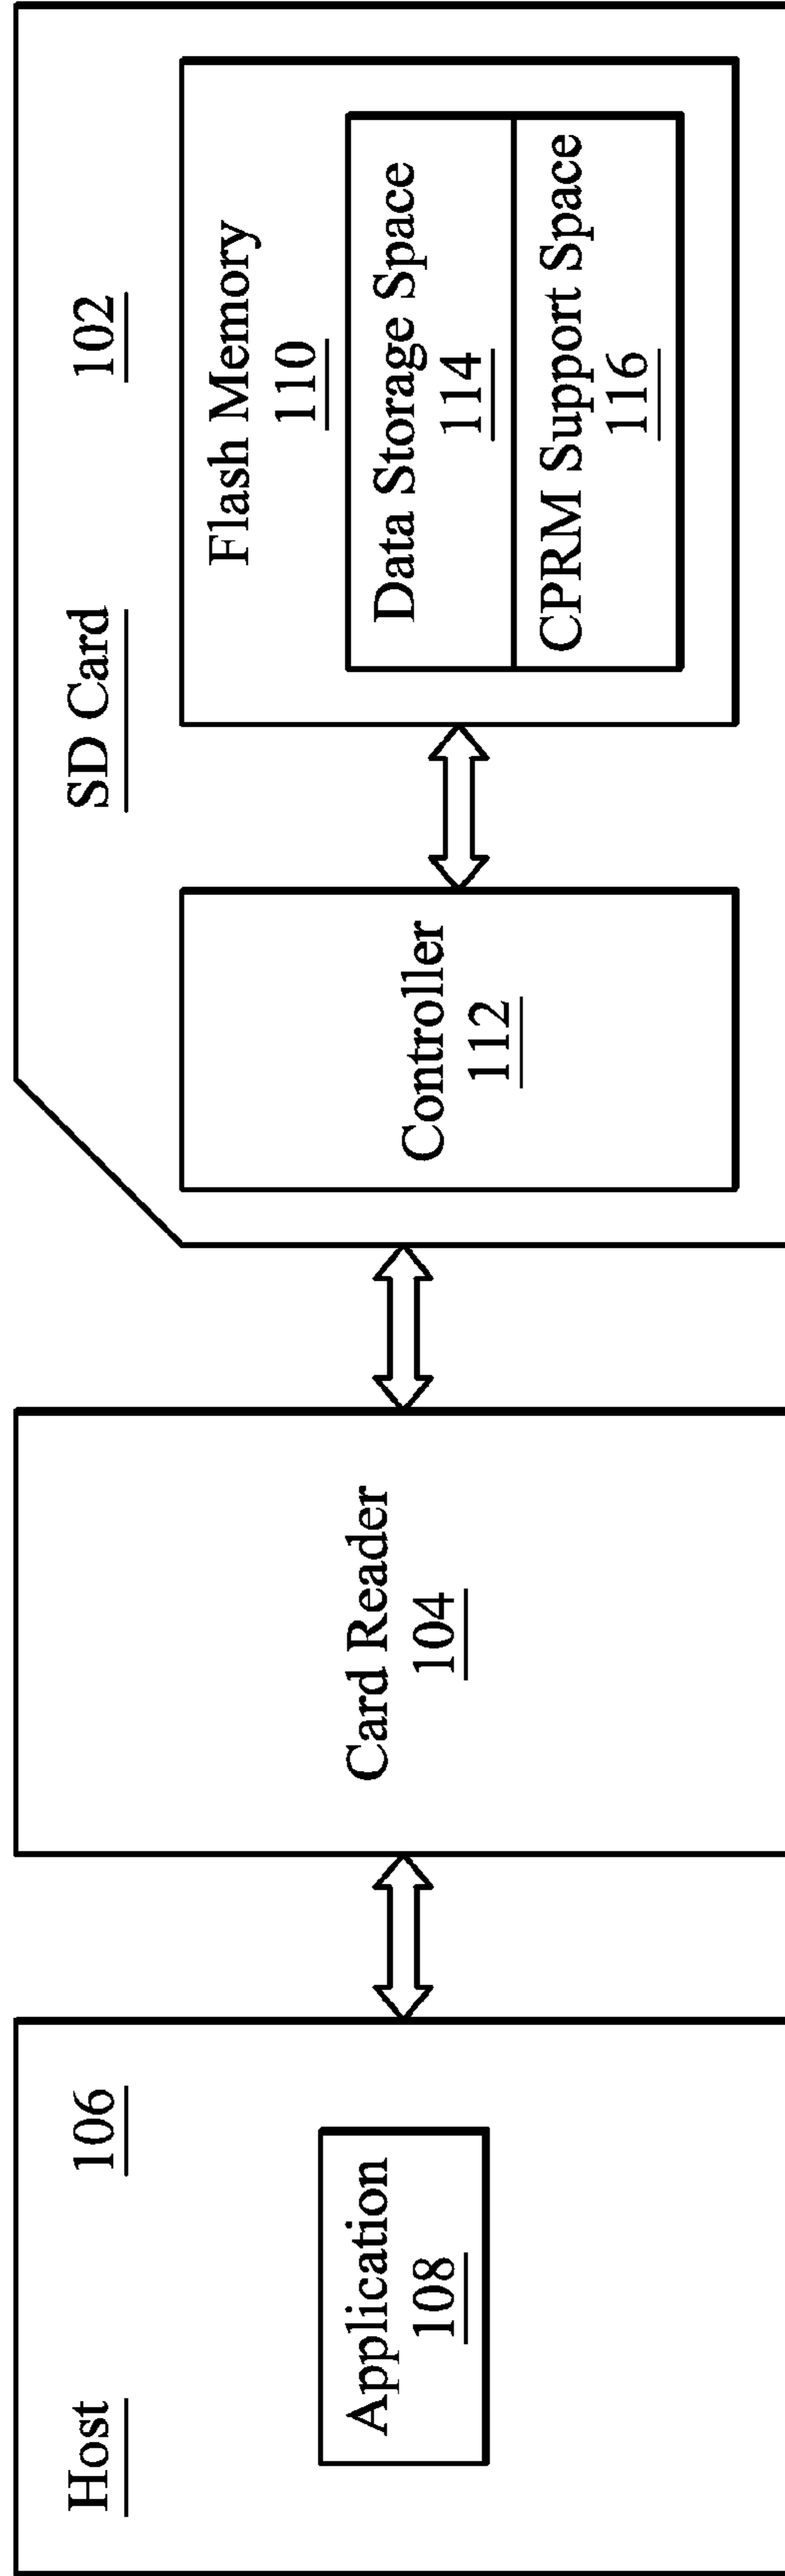 Host
106
Application
108
Card Reader
104
SD Card
102
Controller
112
Flash Memory
110
Data Storage Space
114
CPRM Support Space
116